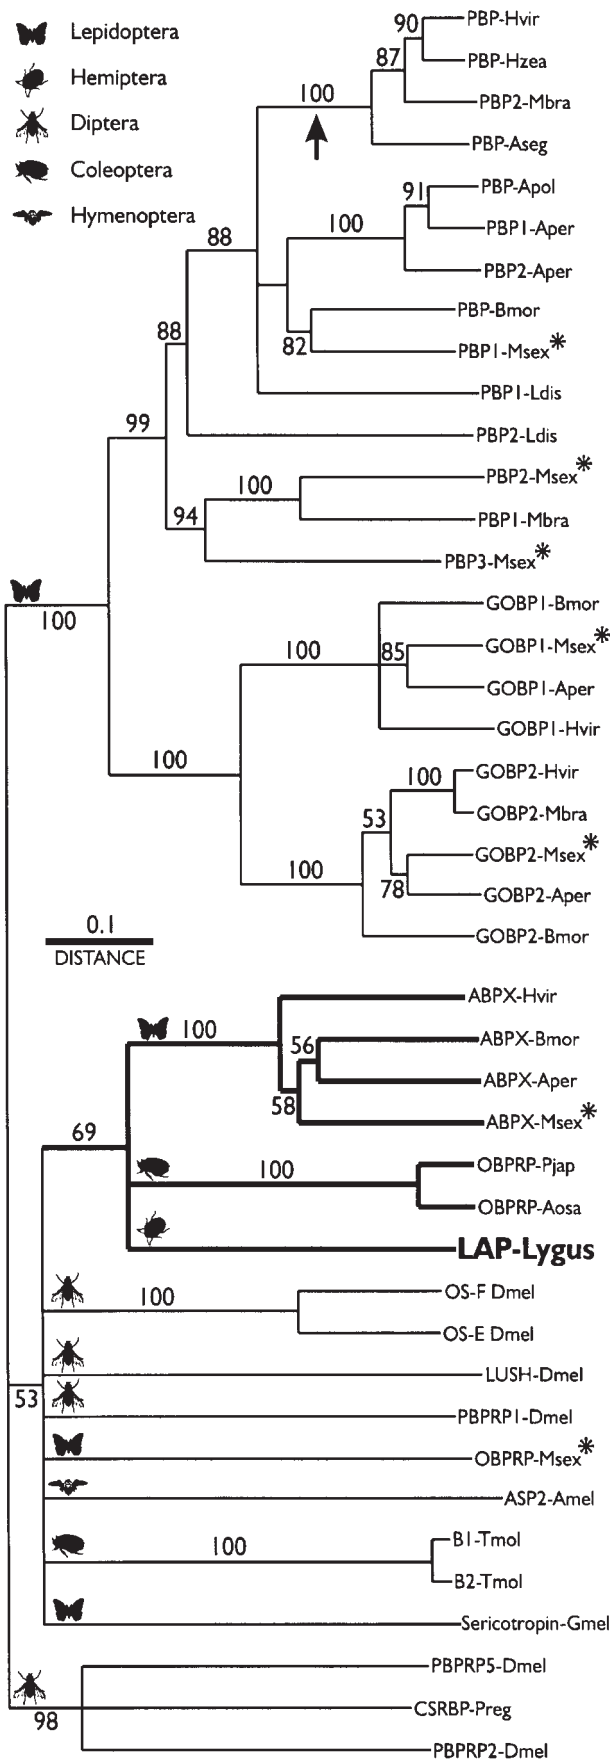 Lepidoptera
Hemiptera
Diptera
Coleoptera
Hymenoptera
90
PBP-Hvir
87
PBP-Hzea
100
PBP2-Mbra
PBP-Aseg
91
PBP-Apol
100
PBP1-Aper
88
PBP2-Aper
PBP-Bmor
88
82
PBP1-Msex*
PBP1-Ldis
99
PBP2-Ldis
100
PBP2-Msex*
94
PBP1-Mbra
PBP3-Msex*
100
GOBP1-Bmor
100
85
GOBP1-Msex*
GOBP1-Aper
GOBP1-Hvir
100
100
GOBP2-Hvir
53
GOBP2-Mbra
100
78
GOBP2-Msex*
GOBP2-Aper
GOBP2-Bmor
0.1
DISTANCE
ABPX-Hvir
100
56
ABPX-Bmor
58
ABPX-Aper
ABPX-Msex*
69
100
OBPRP-Pjap
OBPRP-Aosa
LAP-Lygus
100
OS-F Dmel
OS-E Dmel
LUSH-Dmel
53
PBPRP1-Dmel
OBPRP-Msex*
ASP2-Amel
100
B1-Tmol
B2-Tmol
Sericotropin-Gmel
PBPRP5-Dmel
98
CSRBP-Preg
PBPRP2-Dmel